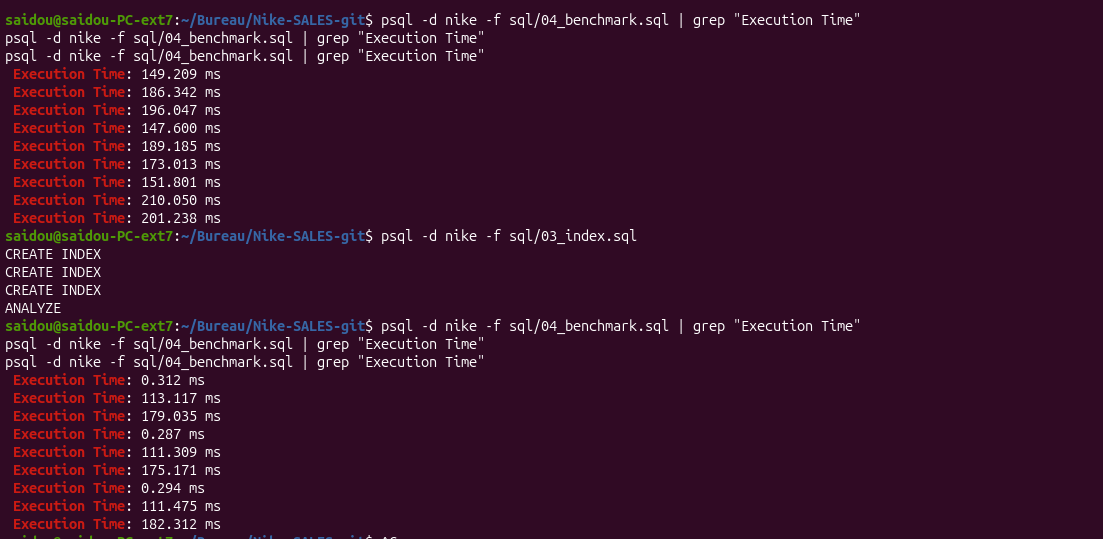 saidou@saidou-PC-ext7:~/Bureau/Nike-SALES-git$ psql -d nike -f sql/04_benchmark.sql | grep "Execution Time"
psql -d nike -f sql/04_benchmark.sql | grep "Execution Time"
psql -d nike -f sql/04_benchmark.sql | grep "Execution Time"
Execution Time: 149.209 ms
Execution Time: 186.342 ms
Execution Time: 196.047 ms
Execution Time: 147.600 ms
Execution Time: 189.185 ms
Execution Time: 173.013 ms
Execution Time: 151.801 ms
Execution Time: 210.050 ms
Execution Time: 201.238 ms
saidou@saidou-PC-ext7:~/Bureau/Nike-SALES-git$ psql -d nike -f sql/03_index.sql
CREATE INDEX
CREATE INDEX
CREATE INDEX
ANALYZE
saidou@saidou-PC-ext7:~/Bureau/Nike-SALES-git$ psql -d nike -f sql/04_benchmark.sql | grep "Execution Time"
psql -d nike -f sql/04_benchmark.sql | grep "Execution Time"
psql -d nike -f sql/04_benchmark.sql | grep "Execution Time"
Execution Time: 0.312 ms
Execution Time: 113.117 ms
Execution Time: 179.035 ms
Execution Time: 0.287 ms
Execution Time: 111.309 ms
Execution Time: 175.171 ms
Execution Time: 0.294 ms
Execution Time: 111.475 ms
Execution Time: 182.312 ms